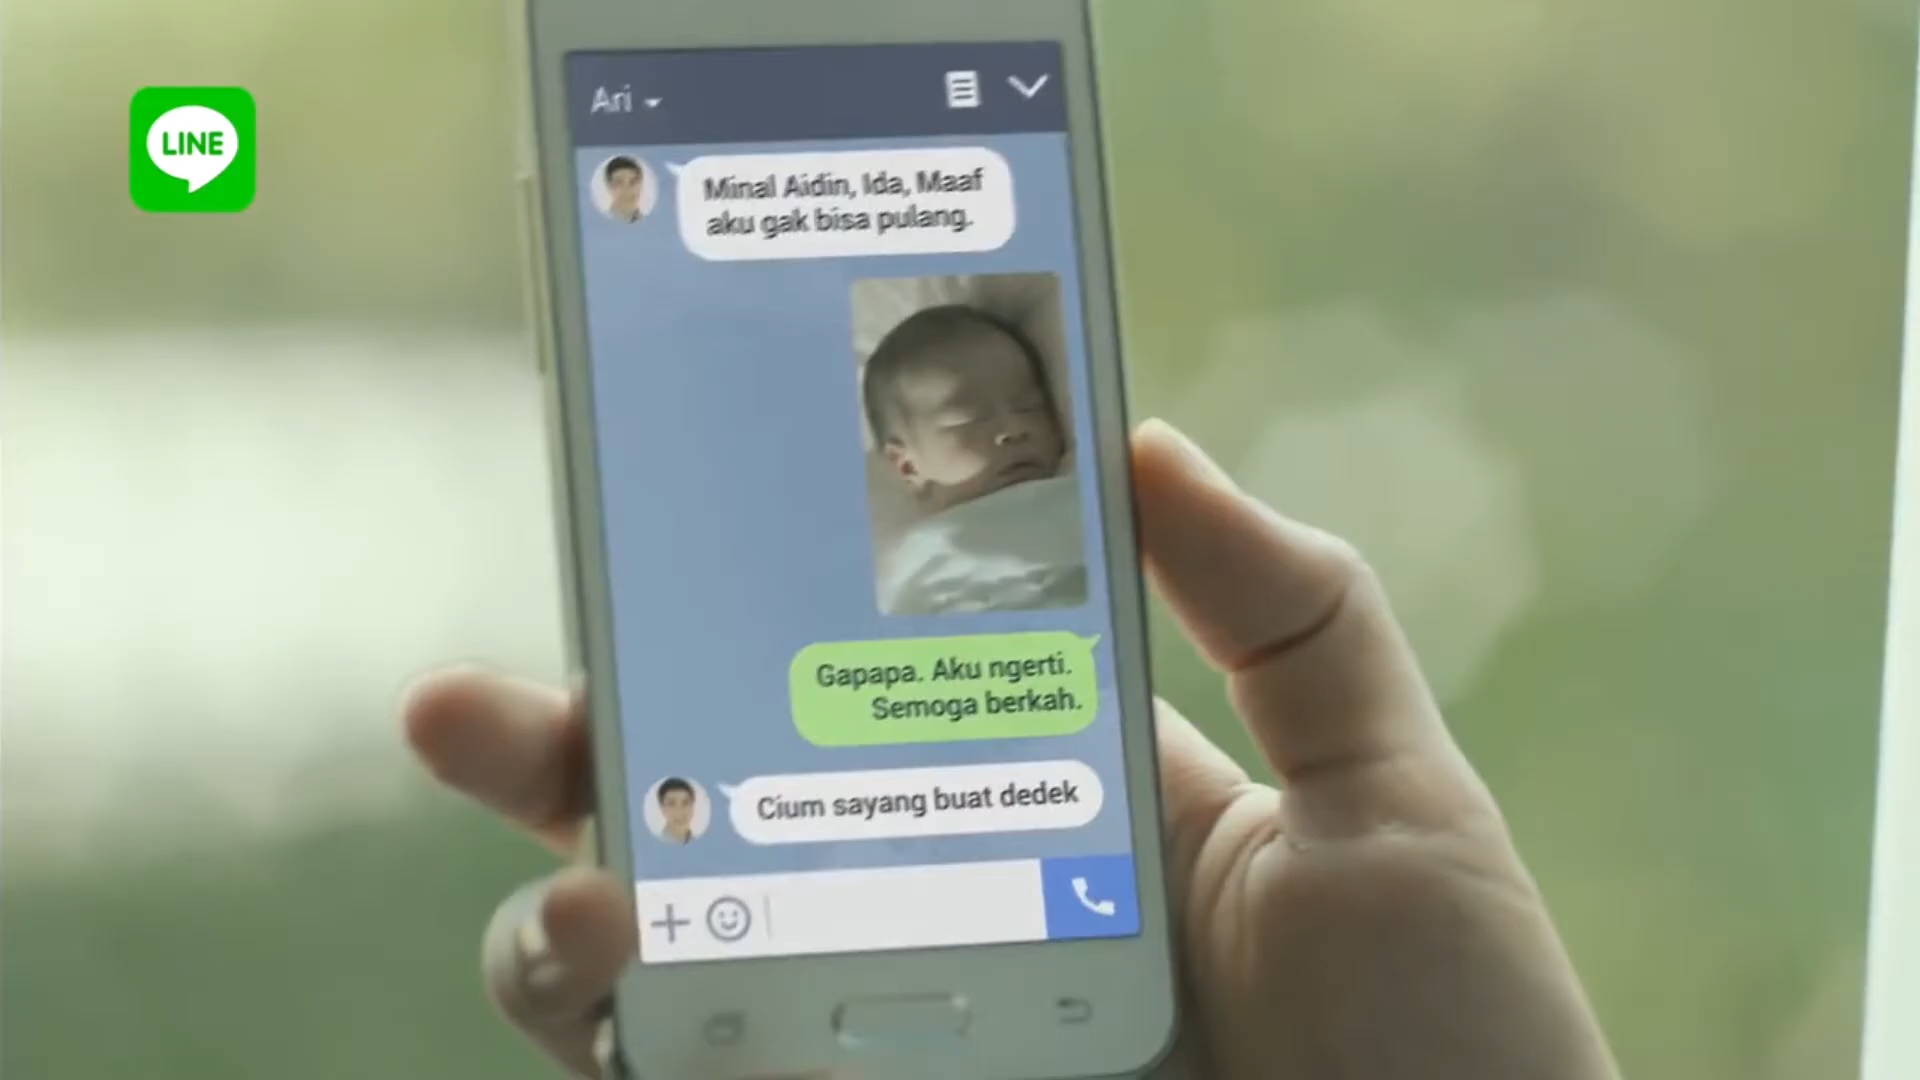 LINE
Ari
Minal Aidin, Ida, Maaf
aku gak bisa pulang.
Gapapa. Aku ngerti.
Semoga berkah.
Cium sayang buat dedek